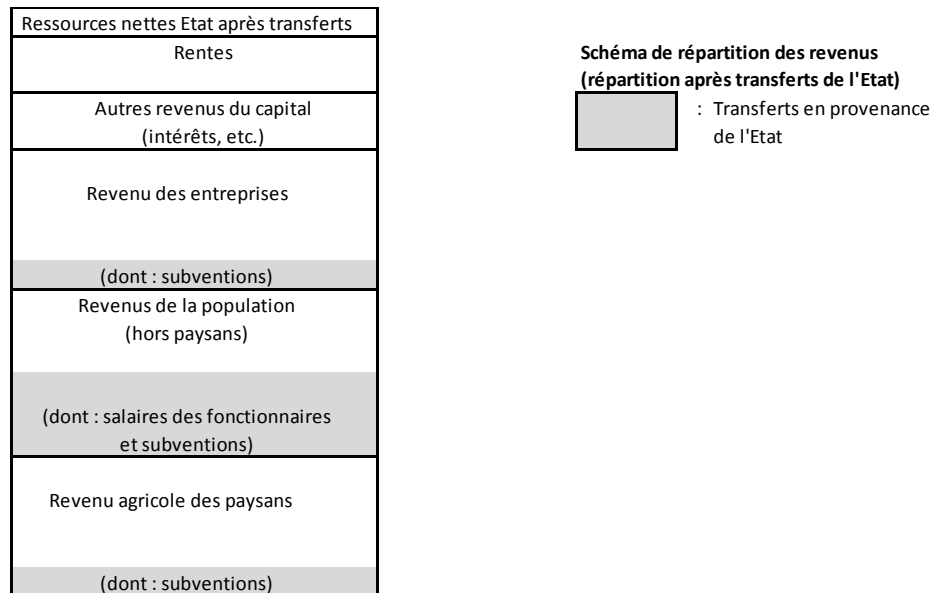 Ressources nettes Etat après transferts
Rentes
Autres revenus du capital
(intérêts, etc.)
Revenu des entreprises
(dont : subventions)
Revenus de la population
(hors paysans)
(dont : salaires des fonctionnaires
et subventions)
Revenu agricole des paysans
(dont : subventions)
Schéma de répartition des revenus
(répartition après transferts de l'Etat)
: Transferts en provenance
de l'Etat